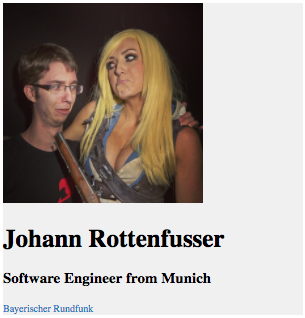 Johann Rottenfusser
Software Engineer from Munich
Bayerischer Rundfunk